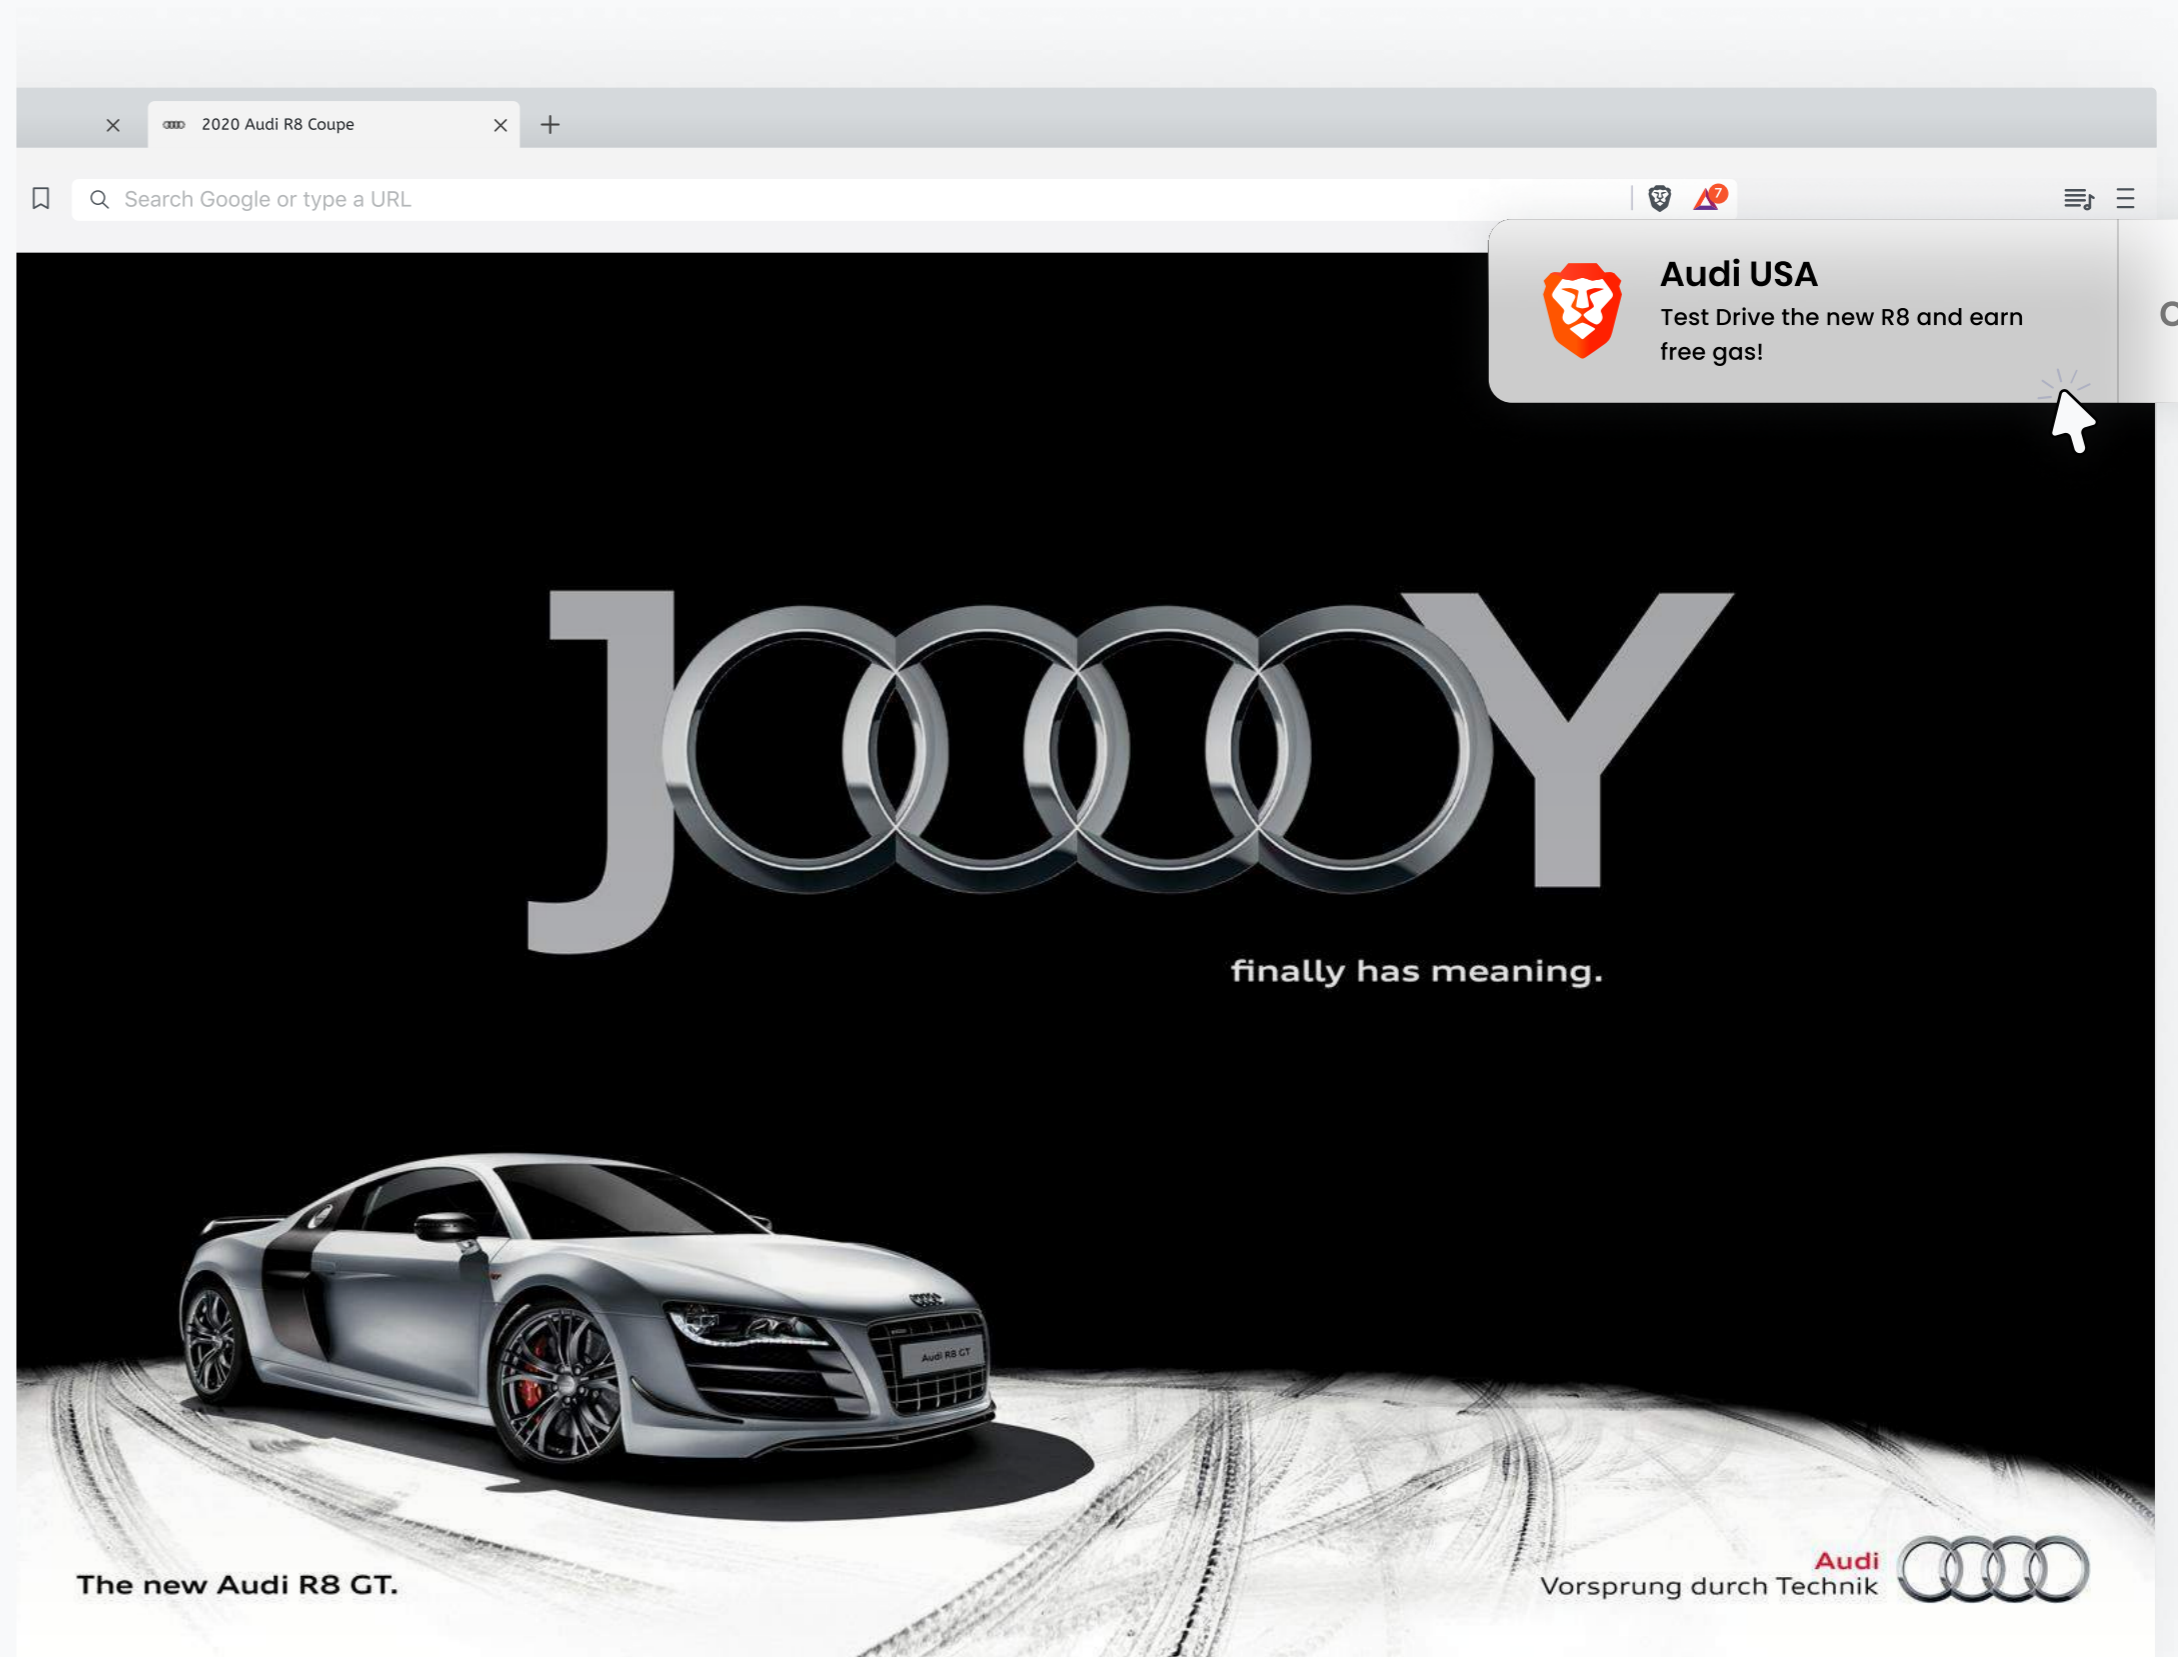 2020 Audi R8 Coupe
Search Google or type a URL
7
Audi USA
Test Drive the new R8 and earn
free gas!
JOOOOY
finally has meaning.
Audi R8 GT
The new Audi R8 GT.
Audi
Vorsprung durch Technik